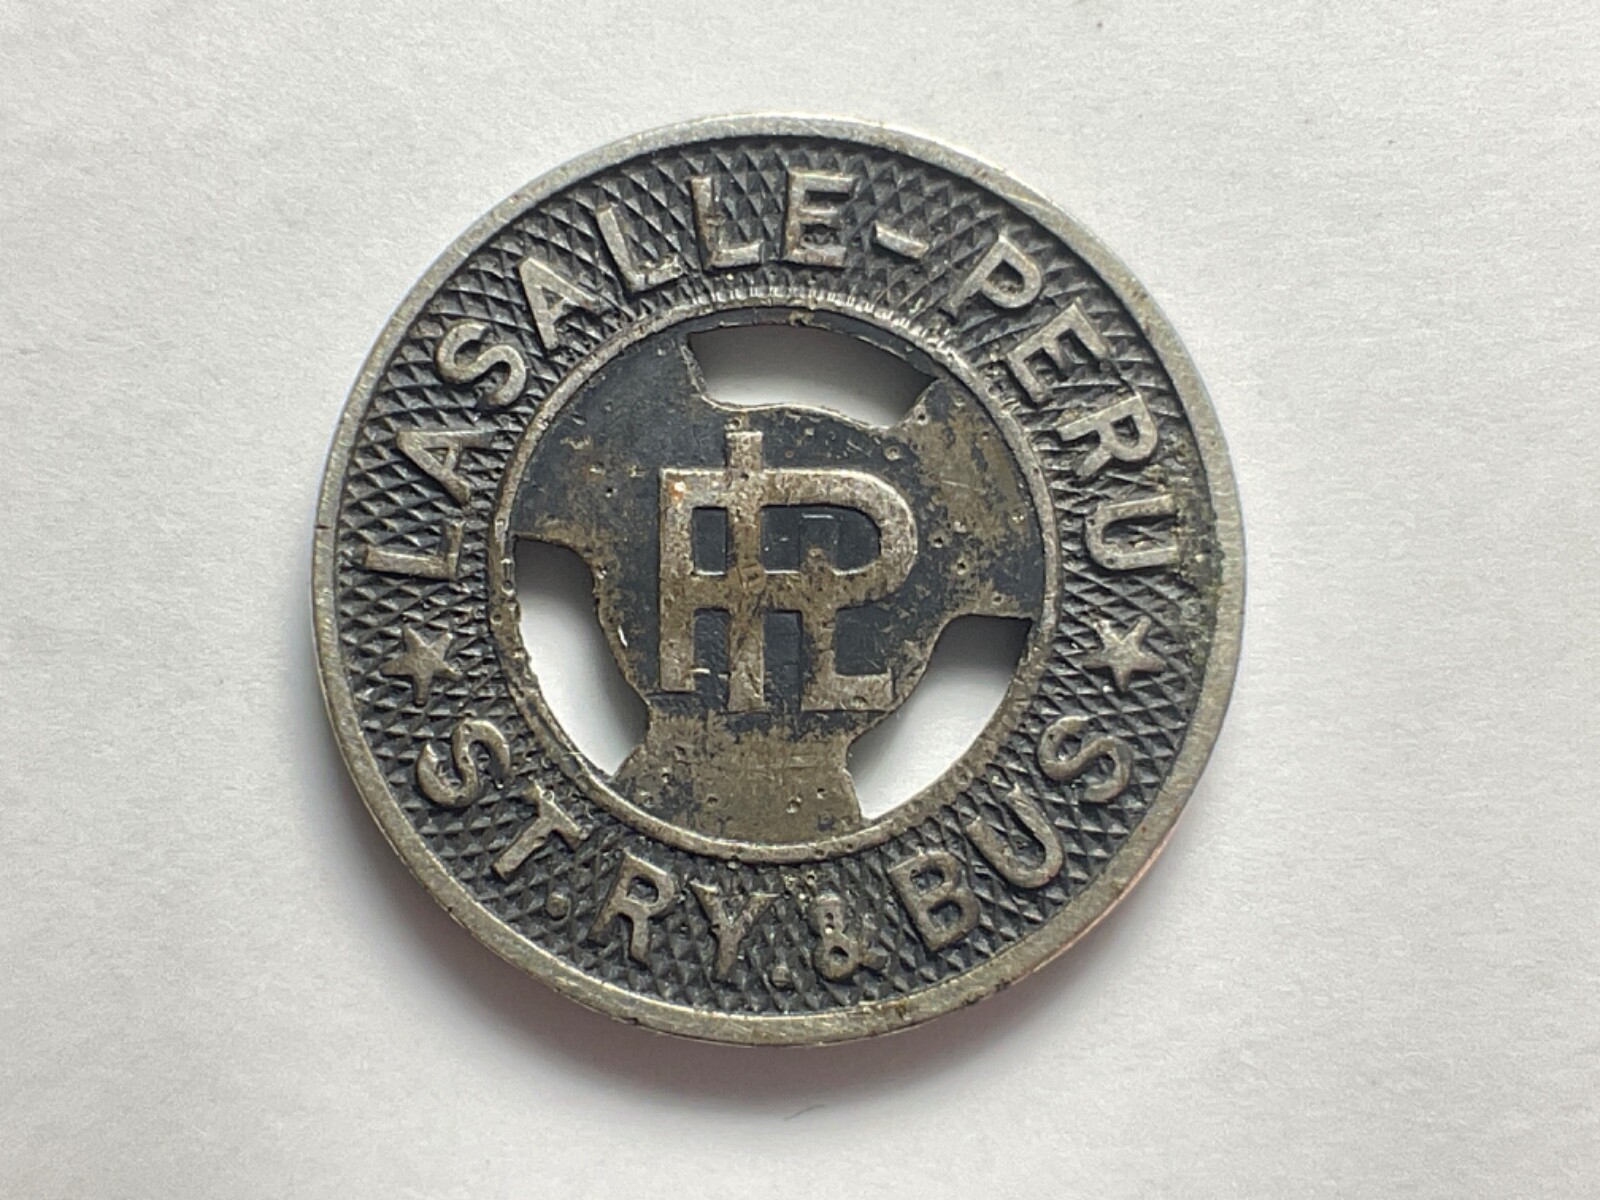 LASALLE-PERU
ST. RY. & BUS